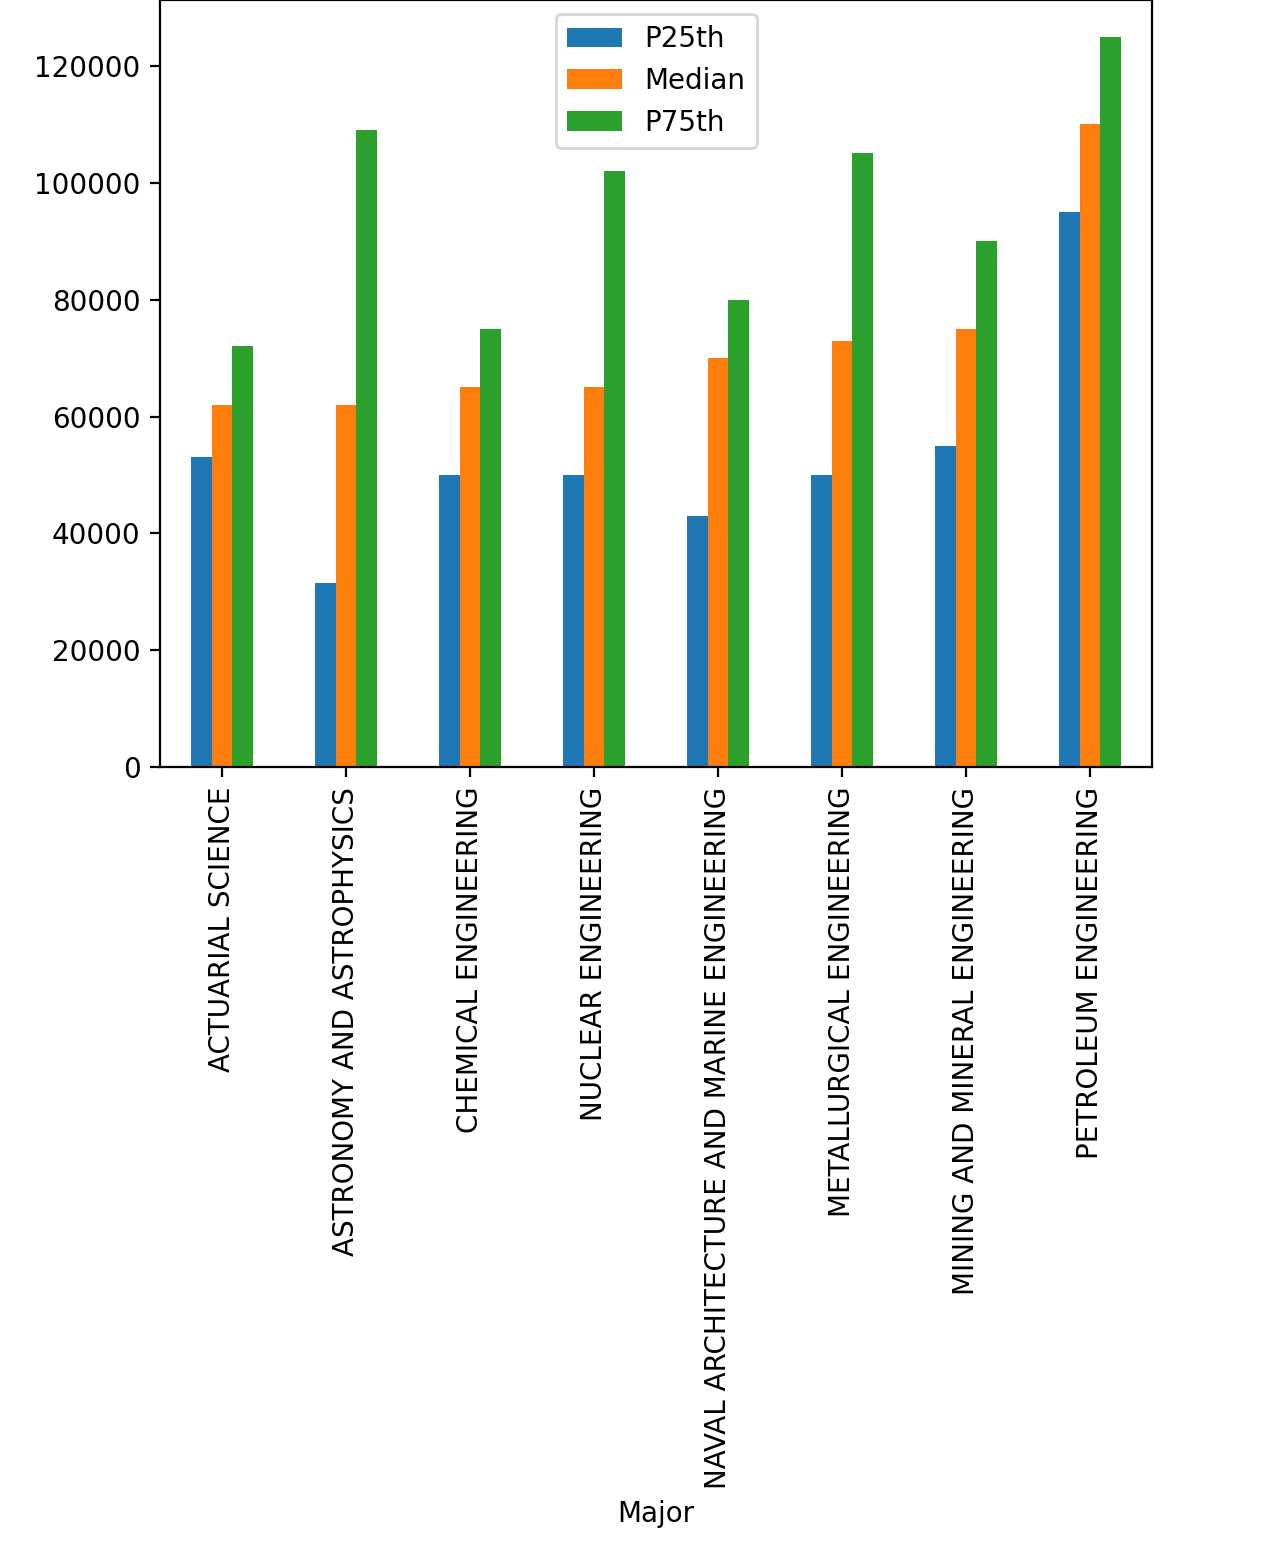 P25th
Median
P75th
120000
100000
80000
60000
40000
20000
0
ACTUARIAL SCIENCE
ASTRONOMY AND ASTROPHYSICS
CHEMICAL ENGINEERING
NUCLEAR ENGINEERING
NAVAL ARCHITECTURE AND MARINE ENGINEERING
METALLURGICAL ENGINEERING
MINING AND MINERAL ENGINEERING
PETROLEUM ENGINEERING
Major